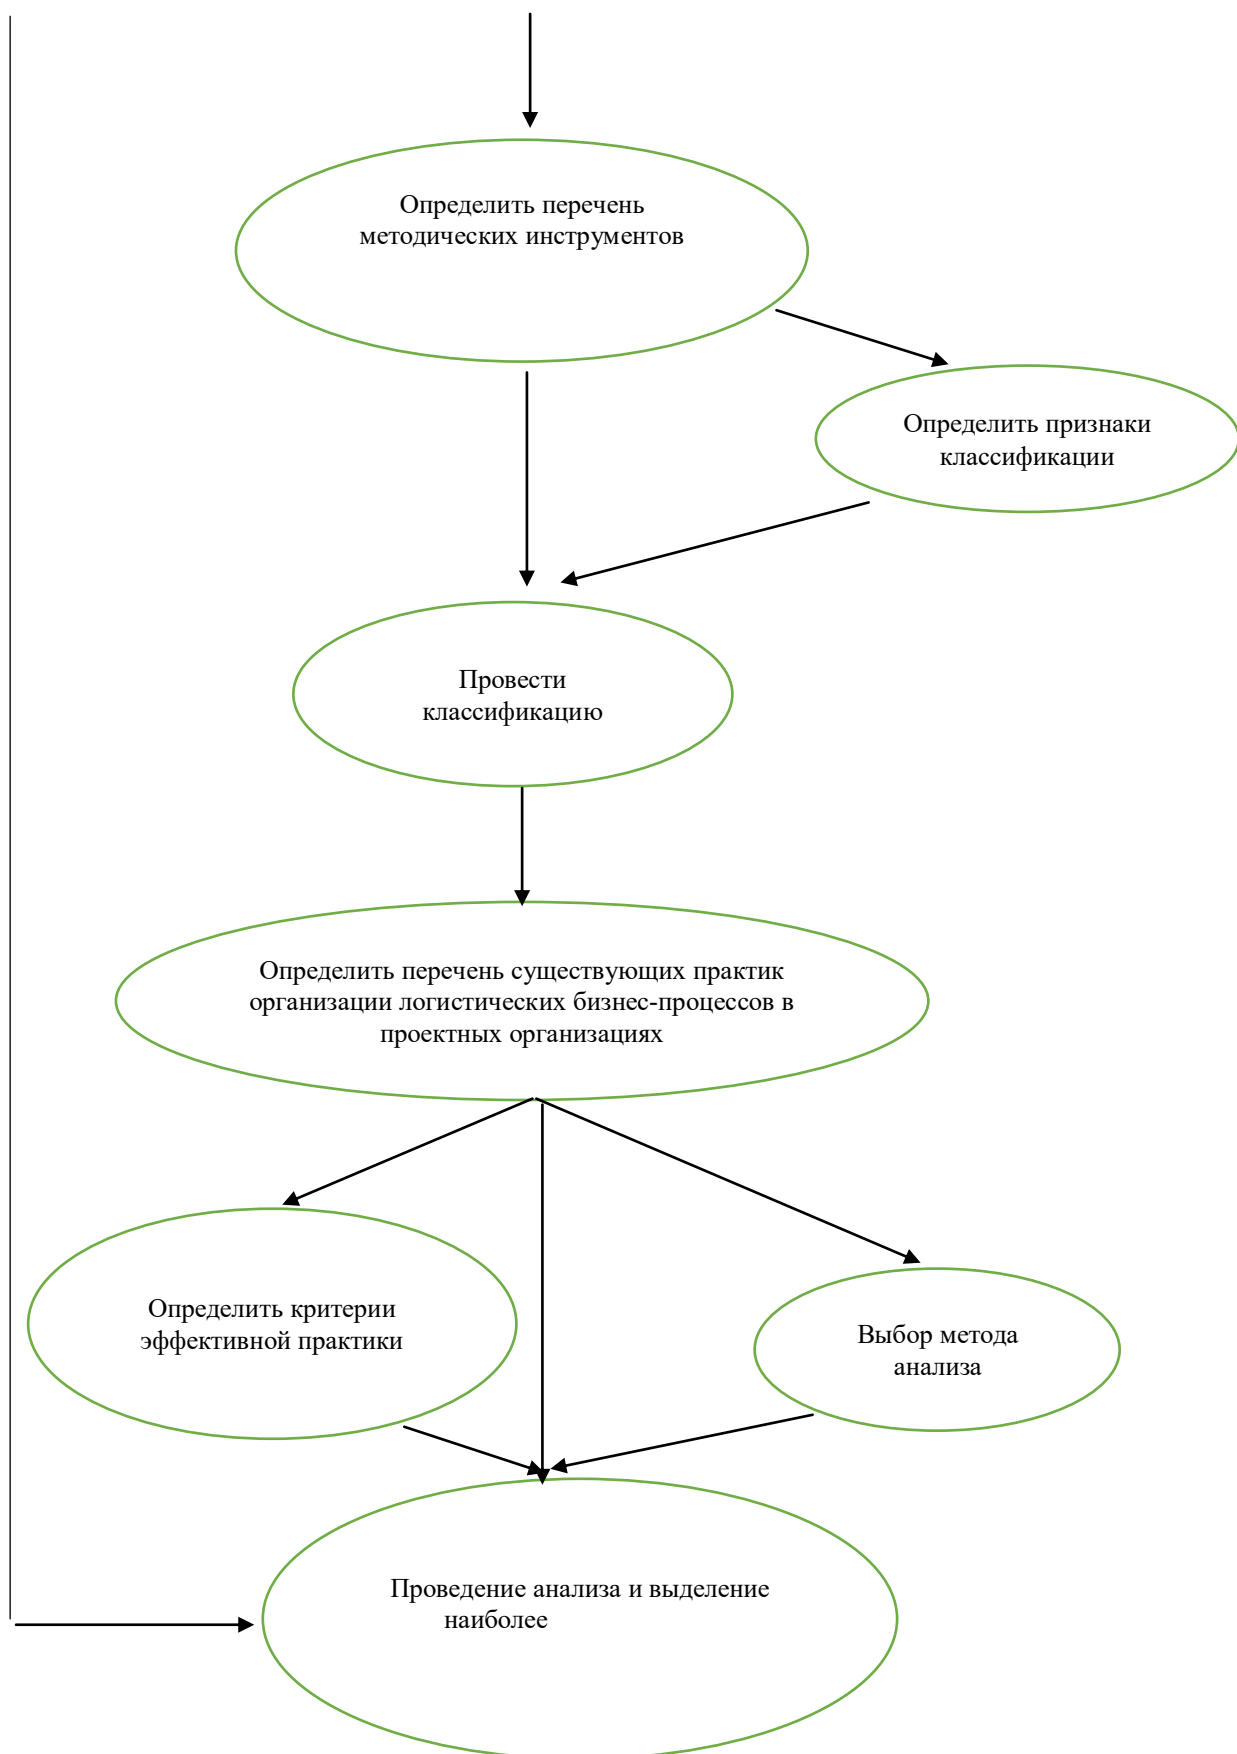 Определить перечень
методических инструментов
Определить признаки
классификации
Провести
классификацию
Определить перечень существующих практик
организации логистических бизнес-процессов в
проектных организациях
Определить критерии
эффективной практики
Выбор метода
анализа
Проведение анализа и выделение
наиболее